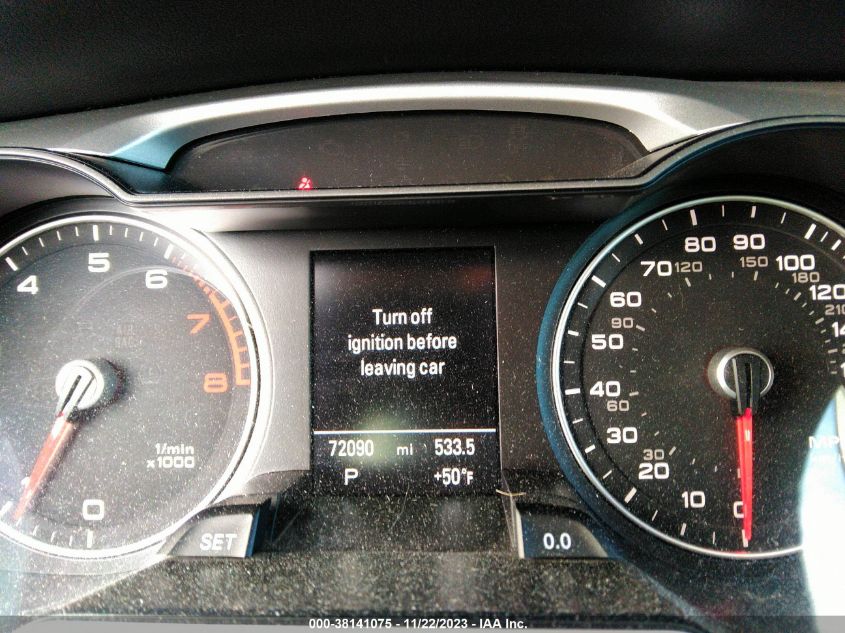 4 5 6 7 8
AIR
BAG
1/min
x1000
0
SET
Turn off
ignition before
leaving car
72090 mi 533.5
P +50°F
0.0
80 90
70 120 150 100
180
60 120
90 210
50
40
60
30
30
20
10
0
000-38141075 - 11/22/2023 - IAA Inc.